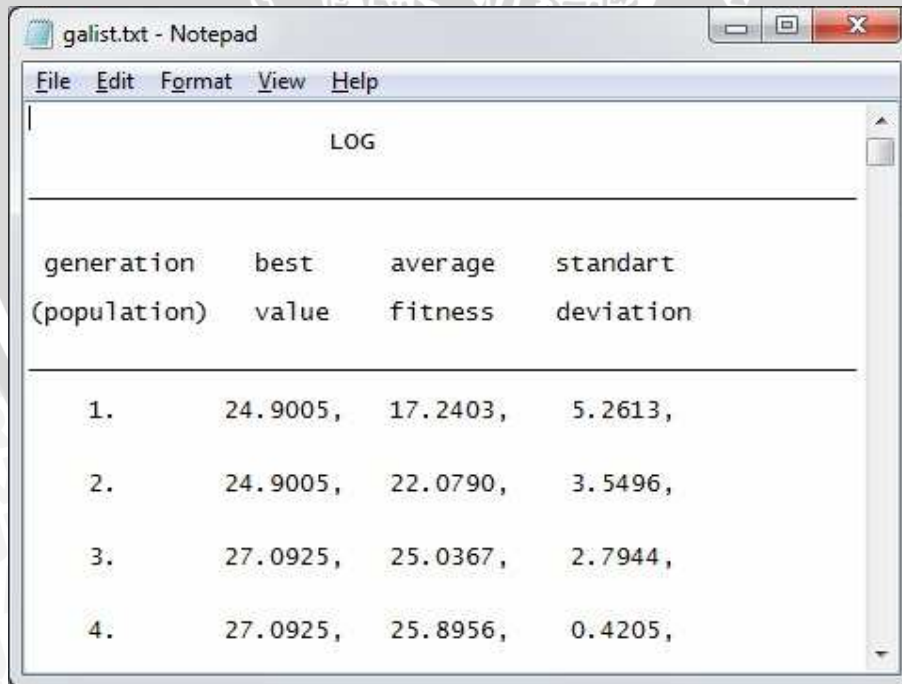 galist.txt - Notepad
File Edit Format View Help
LOG
generation best average standart
(population) value fitness deviation
1. 24.9005, 17.2403, 5.2613,
2. 24.9005, 22.0790, 3.5496,
3. 27.0925, 25.0367, 2.7944,
4. 27.0925, 25.8956, 0.4205,